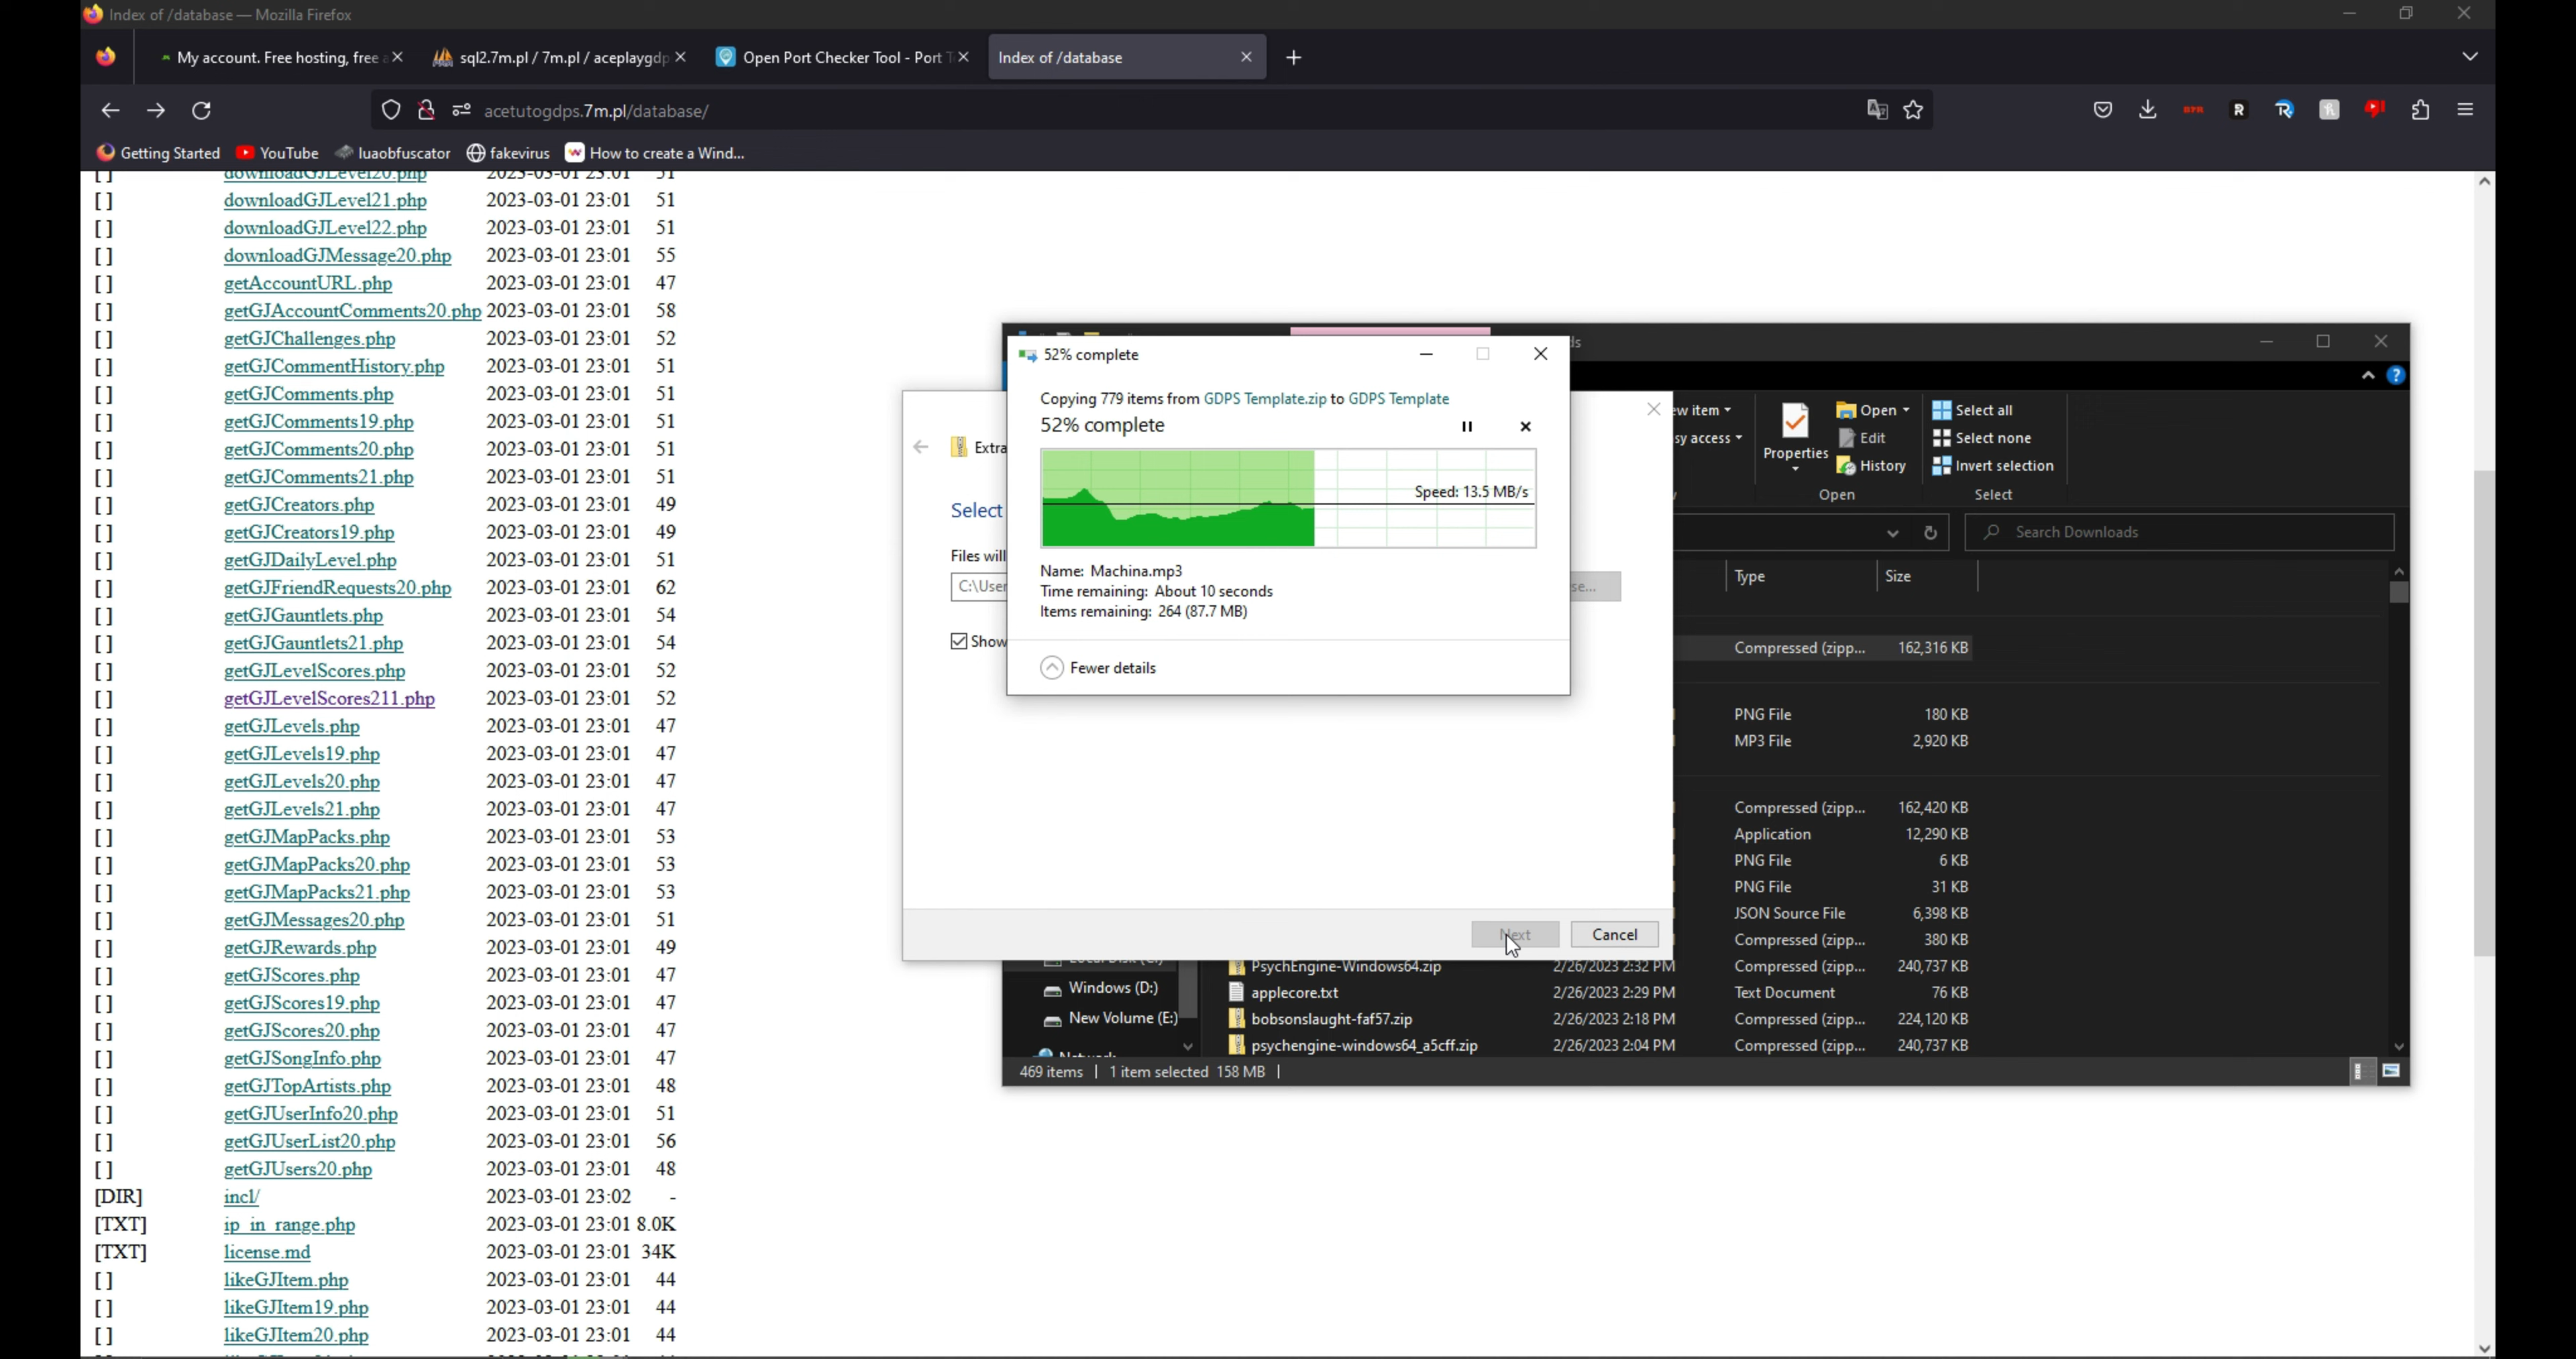 Index of /database — Mozilla Firefox
My account. Free hosting, free a
sql2.7m.pl / 7m.pl / aceplaygdp
Open Port Checker Tool - Port T
Index of /database
acetutogdps.7m.pl/database/
Getting Started
YouTube
luaobfuscator
fakevirus
How to create a Wind...
[ ] downloadGJLevel20.php 2023-03-01 23:01 51
[ ] downloadGJLevel21.php 2023-03-01 23:01 51
[ ] downloadGJLevel22.php 2023-03-01 23:01 51
[ ] downloadGJMessage20.php 2023-03-01 23:01 55
[ ] getAccountURL.php 2023-03-01 23:01 47
[ ] getGJAccountComments20.php 2023-03-01 23:01 58
[ ] getGJChallenges.php 2023-03-01 23:01 52
[ ] getGJCommentHistory.php 2023-03-01 23:01 51
[ ] getGJComments.php 2023-03-01 23:01 51
[ ] getGJComments19.php 2023-03-01 23:01 51
[ ] getGJComments20.php 2023-03-01 23:01 51
[ ] getGJComments21.php 2023-03-01 23:01 51
[ ] getGJCreators.php 2023-03-01 23:01 49
[ ] getGJCreators19.php 2023-03-01 23:01 49
[ ] getGJDailyLevel.php 2023-03-01 23:01 51
[ ] getGJFriendRequests20.php 2023-03-01 23:01 62
[ ] getGJGauntlets.php 2023-03-01 23:01 54
[ ] getGJGauntlets21.php 2023-03-01 23:01 54
[ ] getGJLevelScores.php 2023-03-01 23:01 52
[ ] getGJLevelScores211.php 2023-03-01 23:01 52
[ ] getGJLevels.php 2023-03-01 23:01 47
[ ] getGJLevels19.php 2023-03-01 23:01 47
[ ] getGJLevels20.php 2023-03-01 23:01 47
[ ] getGJLevels21.php 2023-03-01 23:01 47
[ ] getGJMapPacks.php 2023-03-01 23:01 53
[ ] getGJMapPacks20.php 2023-03-01 23:01 53
[ ] getGJMapPacks21.php 2023-03-01 23:01 53
[ ] getGJMessages20.php 2023-03-01 23:01 51
[ ] getGJRewards.php 2023-03-01 23:01 49
[ ] getGJScores.php 2023-03-01 23:01 47
[ ] getGJScores19.php 2023-03-01 23:01 47
[ ] getGJScores20.php 2023-03-01 23:01 47
[ ] getGJSongInfo.php 2023-03-01 23:01 47
[ ] getGJTopArtists.php 2023-03-01 23:01 48
[ ] getGJUserInfo20.php 2023-03-01 23:01 51
[ ] getGJUserList20.php 2023-03-01 23:01 56
[ ] getGJUsers20.php 2023-03-01 23:01 48
[DIR] incl/ 2023-03-01 23:02 -
[TXT] ip_in_range.php 2023-03-01 23:01 8.0K
[TXT] license.md 2023-03-01 23:01 34K
[ ] likeGJItem.php 2023-03-01 23:01 44
[ ] likeGJItem19.php 2023-03-01 23:01 44
[ ] likeGJItem20.php 2023-03-01 23:01 44
52% complete
Copying 779 items from GDPS Template.zip to GDPS Template
52% complete
Speed: 13.5 MB/s
Name: Machina.mp3
Time remaining: About 10 seconds
Items remaining: 264 (87.7 MB)
Fewer details
Extra
Select
Files will
C:\User
se...
Show
Next
Cancel
ds
ew item
sy access
Properties
Open
Edit
History
Open
Select all
Select none
Invert selection
Select
Search Downloads
Type Size
Compressed (zipp... 162,316 KB
PNG File 180 KB
MP3 File 2,920 KB
Compressed (zipp... 162,420 KB
Application 12,290 KB
PNG File 6 KB
PNG File 31 KB
JSON Source File 6,398 KB
Compressed (zipp... 380 KB
Local Disk (C:)
Windows (D:)
New Volume (E:)
Network
PsychEngine-Windows64.zip 2/26/2023 2:32 PM Compressed (zipp... 240,737 KB
applecore.txt 2/26/2023 2:29 PM Text Document 76 KB
bobsonslaught-faf57.zip 2/26/2023 2:18 PM Compressed (zipp... 224,120 KB
psychengine-windows64_a5cff.zip 2/26/2023 2:04 PM Compressed (zipp... 240,737 KB
469 items
1 item selected 158 MB